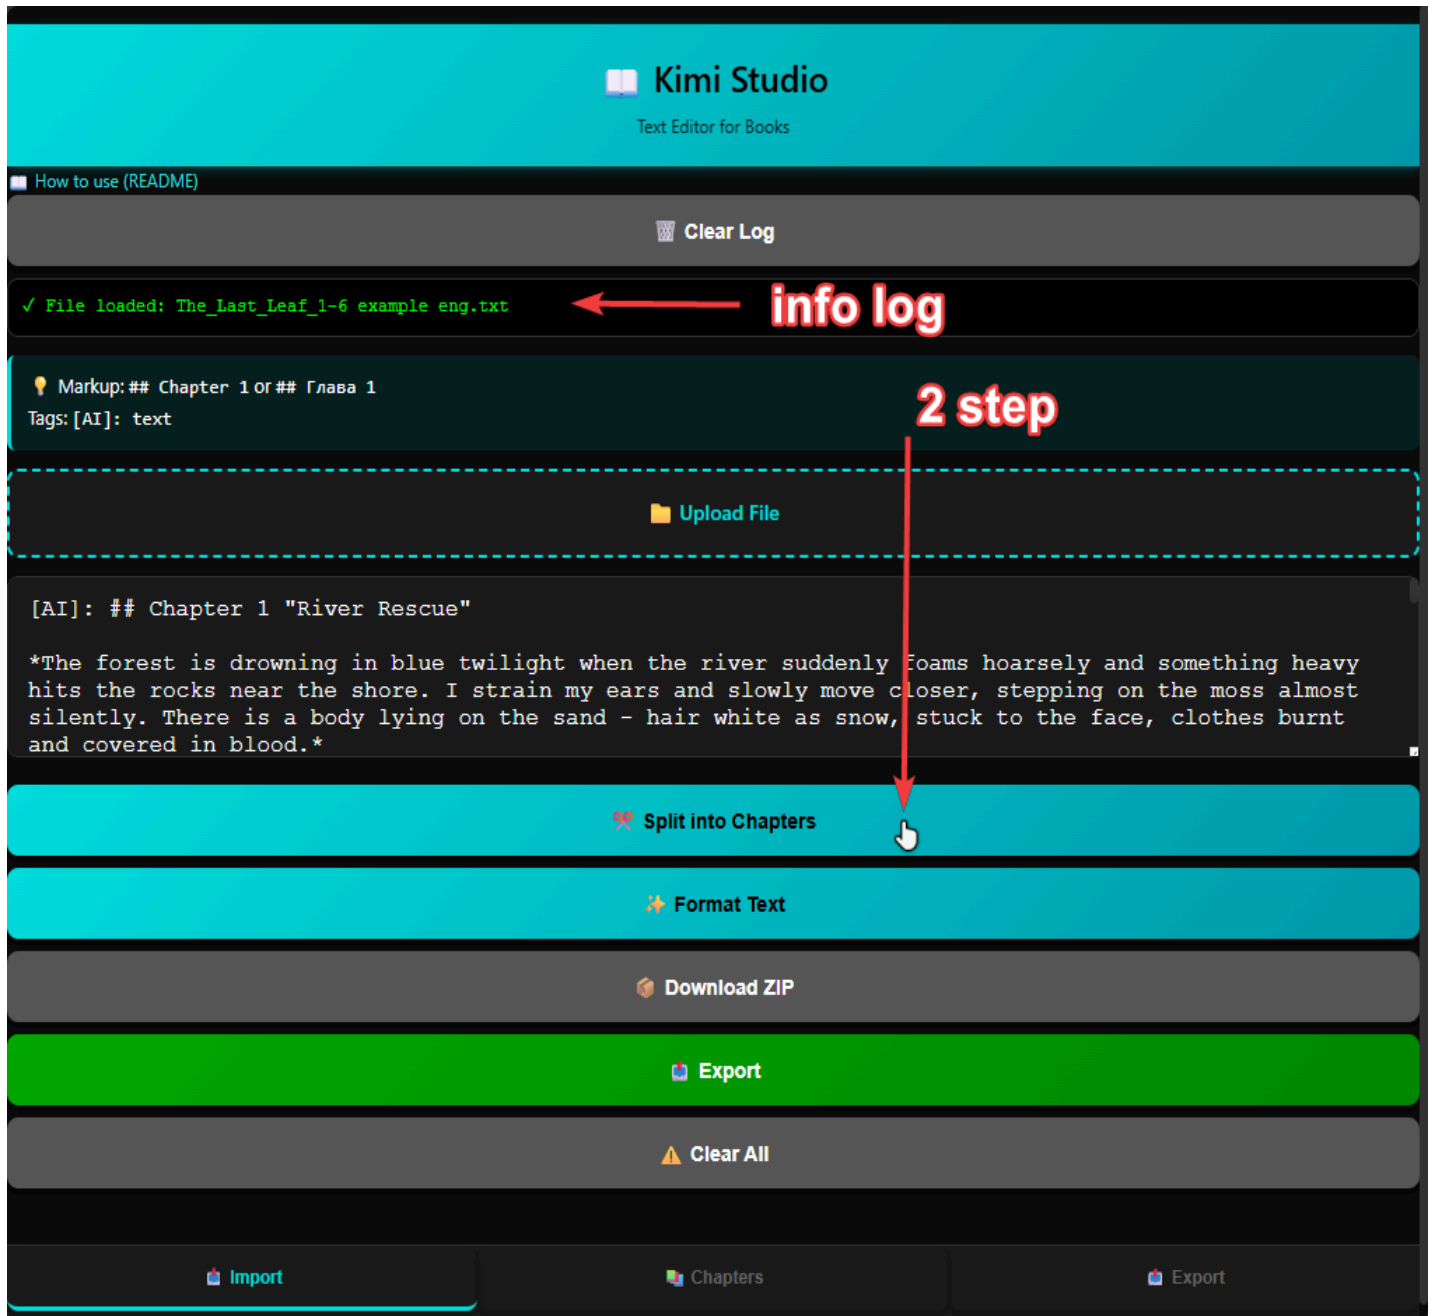 Kimi Studio
Text Editor for Books
How to use (README)
Clear Log
✓ File loaded: The_Last_Leaf_1-6 example eng.txt
info log
Markup: ## Chapter 1 or ## Глава 1
Tags: [AI]: text
2 step
Upload File
[AI]: ## Chapter 1 "River Rescue"
*The forest is drowning in blue twilight when the river suddenly foams hoarsely and something heavy
hits the rocks near the shore. I strain my ears and slowly move closer, stepping on the moss almost
silently. There is a body lying on the sand - hair white as snow, stuck to the face, clothes burnt
and covered in blood.*
Split into Chapters
Format Text
Download ZIP
Export
Clear All
Import
Chapters
Export